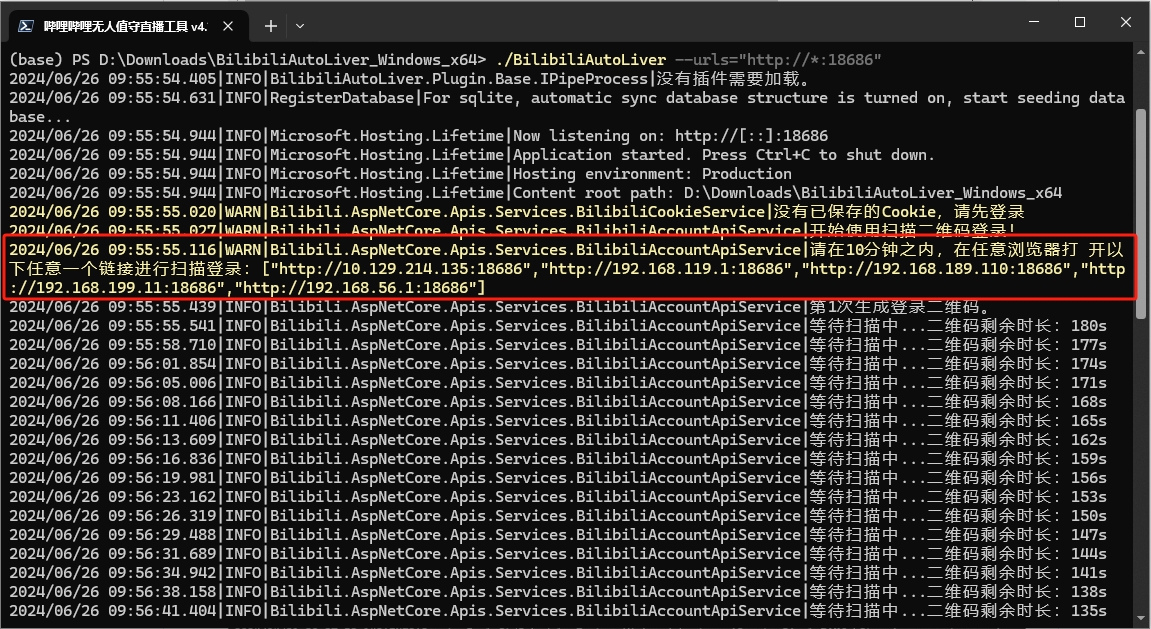 哔哩哔哩无人值守直播工具 v4.
(base) PS D:\Downloads\BilibiliAutoLiver_Windows_x64> ./BilibiliAutoLiver --urls="http://*:18686"
2024/06/26 09:55:54.405|INFO|BilibiliAutoLiver.Plugin.Base.IPipeProcess|没有插件需要加载。
2024/06/26 09:55:54.631|INFO|RegisterDatabase|For sqlite, automatic sync database structure is turned on, start seeding data
base...
2024/06/26 09:55:54.944|INFO|Microsoft.Hosting.Lifetime|Now listening on: http://[::]:18686
2024/06/26 09:55:54.944|INFO|Microsoft.Hosting.Lifetime|Application started. Press Ctrl+C to shut down.
2024/06/26 09:55:54.944|INFO|Microsoft.Hosting.Lifetime|Hosting environment: Production
2024/06/26 09:55:54.944|INFO|Microsoft.Hosting.Lifetime|Content root path: D:\Downloads\BilibiliAutoLiver_Windows_x64
2024/06/26 09:55:55.020|WARN|Bilibili.AspNetCore.Apis.Services.BilibiliCookieService|没有已保存的Cookie，请先登录
2024/06/26 09:55:55.027|WARN|Bilibili.AspNetCore.Apis.Services.BilibiliAccountApiService|开始使用扫描二维码登录！
2024/06/26 09:55:55.116|WARN|Bilibili.AspNetCore.Apis.Services.BilibiliAccountApiService|请在10分钟之内，在任意浏览器打 开以
下任意一个链接进行扫描登录：["http://10.129.214.135:18686","http://192.168.119.1:18686","http://192.168.189.110:18686","http
://192.168.199.11:18686","http://192.168.56.1:18686"]
2024/06/26 09:55:55.439|INFO|Bilibili.AspNetCore.Apis.Services.BilibiliAccountApiService|第1次生成登录二维码。
2024/06/26 09:55:55.541|INFO|Bilibili.AspNetCore.Apis.Services.BilibiliAccountApiService|等待扫描中...二维码剩余时长：180s
2024/06/26 09:55:58.710|INFO|Bilibili.AspNetCore.Apis.Services.BilibiliAccountApiService|等待扫描中...二维码剩余时长：177s
2024/06/26 09:56:01.854|INFO|Bilibili.AspNetCore.Apis.Services.BilibiliAccountApiService|等待扫描中...二维码剩余时长：174s
2024/06/26 09:56:05.006|INFO|Bilibili.AspNetCore.Apis.Services.BilibiliAccountApiService|等待扫描中...二维码剩余时长：171s
2024/06/26 09:56:08.166|INFO|Bilibili.AspNetCore.Apis.Services.BilibiliAccountApiService|等待扫描中...二维码剩余时长：168s
2024/06/26 09:56:11.406|INFO|Bilibili.AspNetCore.Apis.Services.BilibiliAccountApiService|等待扫描中...二维码剩余时长：165s
2024/06/26 09:56:13.609|INFO|Bilibili.AspNetCore.Apis.Services.BilibiliAccountApiService|等待扫描中...二维码剩余时长：162s
2024/06/26 09:56:16.836|INFO|Bilibili.AspNetCore.Apis.Services.BilibiliAccountApiService|等待扫描中...二维码剩余时长：159s
2024/06/26 09:56:19.981|INFO|Bilibili.AspNetCore.Apis.Services.BilibiliAccountApiService|等待扫描中...二维码剩余时长：156s
2024/06/26 09:56:23.162|INFO|Bilibili.AspNetCore.Apis.Services.BilibiliAccountApiService|等待扫描中...二维码剩余时长：153s
2024/06/26 09:56:26.319|INFO|Bilibili.AspNetCore.Apis.Services.BilibiliAccountApiService|等待扫描中...二维码剩余时长：150s
2024/06/26 09:56:29.488|INFO|Bilibili.AspNetCore.Apis.Services.BilibiliAccountApiService|等待扫描中...二维码剩余时长：147s
2024/06/26 09:56:31.689|INFO|Bilibili.AspNetCore.Apis.Services.BilibiliAccountApiService|等待扫描中...二维码剩余时长：144s
2024/06/26 09:56:34.942|INFO|Bilibili.AspNetCore.Apis.Services.BilibiliAccountApiService|等待扫描中...二维码剩余时长：141s
2024/06/26 09:56:38.158|INFO|Bilibili.AspNetCore.Apis.Services.BilibiliAccountApiService|等待扫描中...二维码剩余时长：138s
2024/06/26 09:56:41.404|INFO|Bilibili.AspNetCore.Apis.Services.BilibiliAccountApiService|等待扫描中...二维码剩余时长：135s